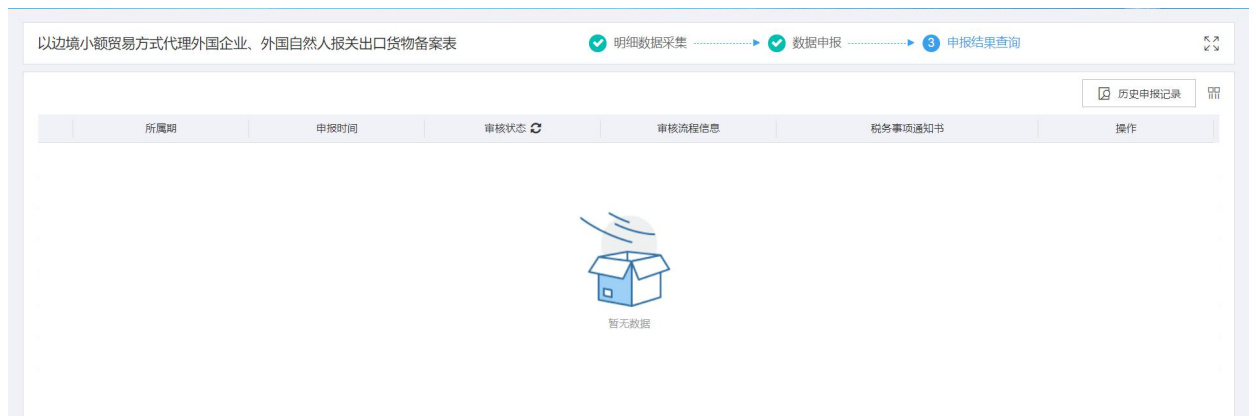 以边境小额贸易方式代理外国企业、外国自然人报关出口货物备案表 明细数据采集 数据申报 3 申报结果查询
历史申报记录
所属期 申报时间 审核状态 审核流程信息 税务事项通知书 操作
暂无数据